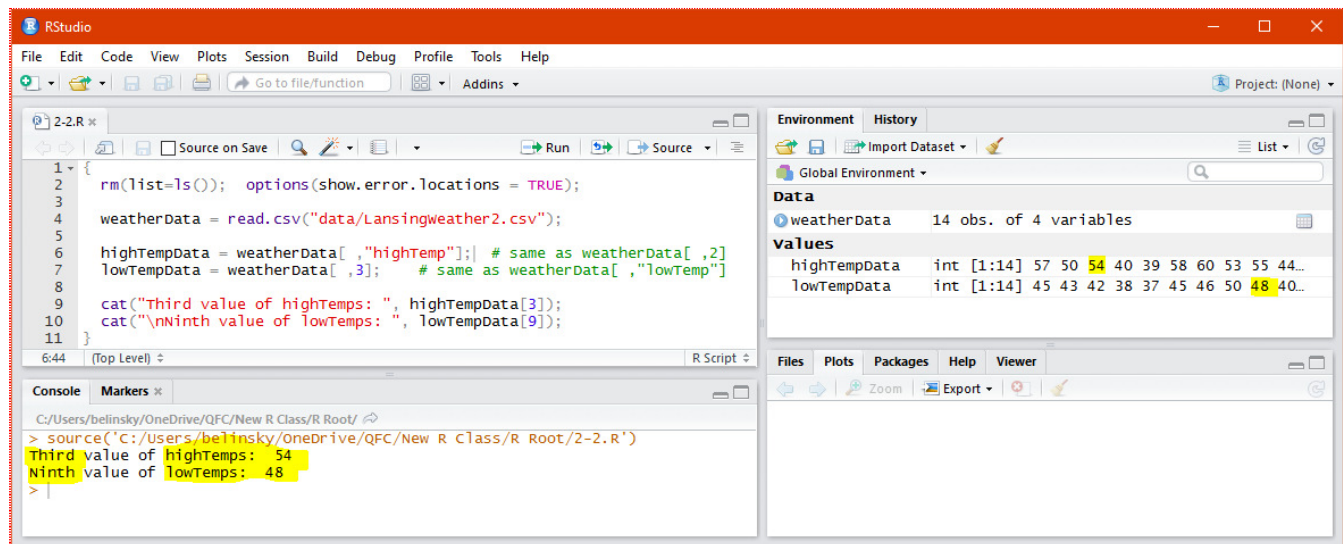 RStudio
File Edit Code View Plots Session Build Debug Profile Tools Help
Go to file/function Addins Project: (None)
2-2.R
Source on Save Run Source
1 {
2 rm(list=ls()); options(show.error.locations = TRUE);
3
4 weatherData = read.csv("data/LansingWeather2.csv");
5
6 highTempData = weatherData[ ,"highTemp"]; # same as weatherData[ ,2]
7 lowTempData = weatherData[ ,3]; # same as weatherData[ ,"lowTemp"]
8
9 cat("Third value of highTemps: ", highTempData[3]);
10 cat("\nNinth value of lowTemps: ", lowTempData[9]);
11 }
6:44 (Top Level) R Script
Console Markers
C:/Users/belinsky/OneDrive/QFC/New R Class/R Root/
> source('C:/Users/belinsky/OneDrive/QFC/New R Class/R Root/2-2.R')
Third value of highTemps: 54
Ninth value of lowTemps: 48
>
Environment History
Import Dataset List
Global Environment
Data
weatherData 14 obs. of 4 variables
Values
highTempData int [1:14] 57 50 54 40 39 58 60 53 55 44...
lowTempData int [1:14] 45 43 42 38 37 45 46 50 48 40...
Files Plots Packages Help Viewer
Zoom Export